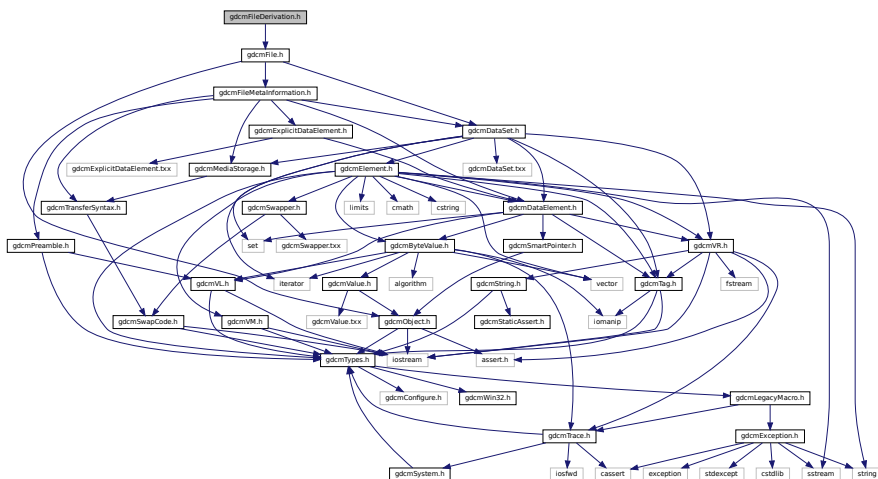 gdcmFileDerivation.h
gdcmFile.h
gdcmFileMetaInformation.h
gdcmExplicitDataElement.h
gdcmDataSet.h
gdcmExplicitDataElement.txx
gdcmMediaStorage.h
gdcmElement.h
gdcmDataSet.txx
gdcmTransferSyntax.h
gdcmSwapper.h
limits
cmath
cstring
gdcmDataElement.h
gdcmPreamble.h
set
gdcmSwapper.txx
gdcmByteValue.h
gdcmSmartPointer.h
gdcmVR.h
gdcmVL.h
iterator
gdcmValue.h
algorithm
gdcmString.h
vector
gdcmTag.h
fstream
gdcmSwapCode.h
gdcmVM.h
gdcmValue.txx
gdcmObject.h
gdcmStaticAssert.h
iomanip
gdcmTypes.h
iostream
assert.h
gdcmConfigure.h
gdcmWin32.h
gdcmLegacyMacro.h
gdcmTrace.h
gdcmException.h
gdcmSystem.h
iosfwd
cassert
exception
stdexcept
cstdlib
sstream
string